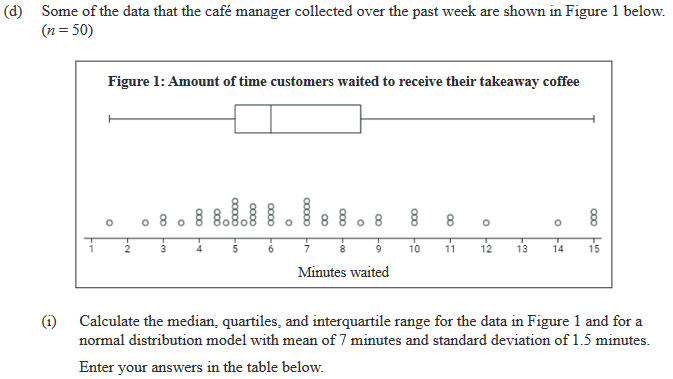 (d) Some of the data that the café manager collected over the past week are shown in Figure 1 below.
(n = 50)
Figure 1: Amount of time customers waited to receive their takeaway coffee
1 2 3 4 5 6 7 8 9 10 11 12 13 14 15
Minutes waited
(i) Calculate the median, quartiles, and interquartile range for the data in Figure 1 and for a
normal distribution model with mean of 7 minutes and standard deviation of 1.5 minutes.
Enter your answers in the table below.